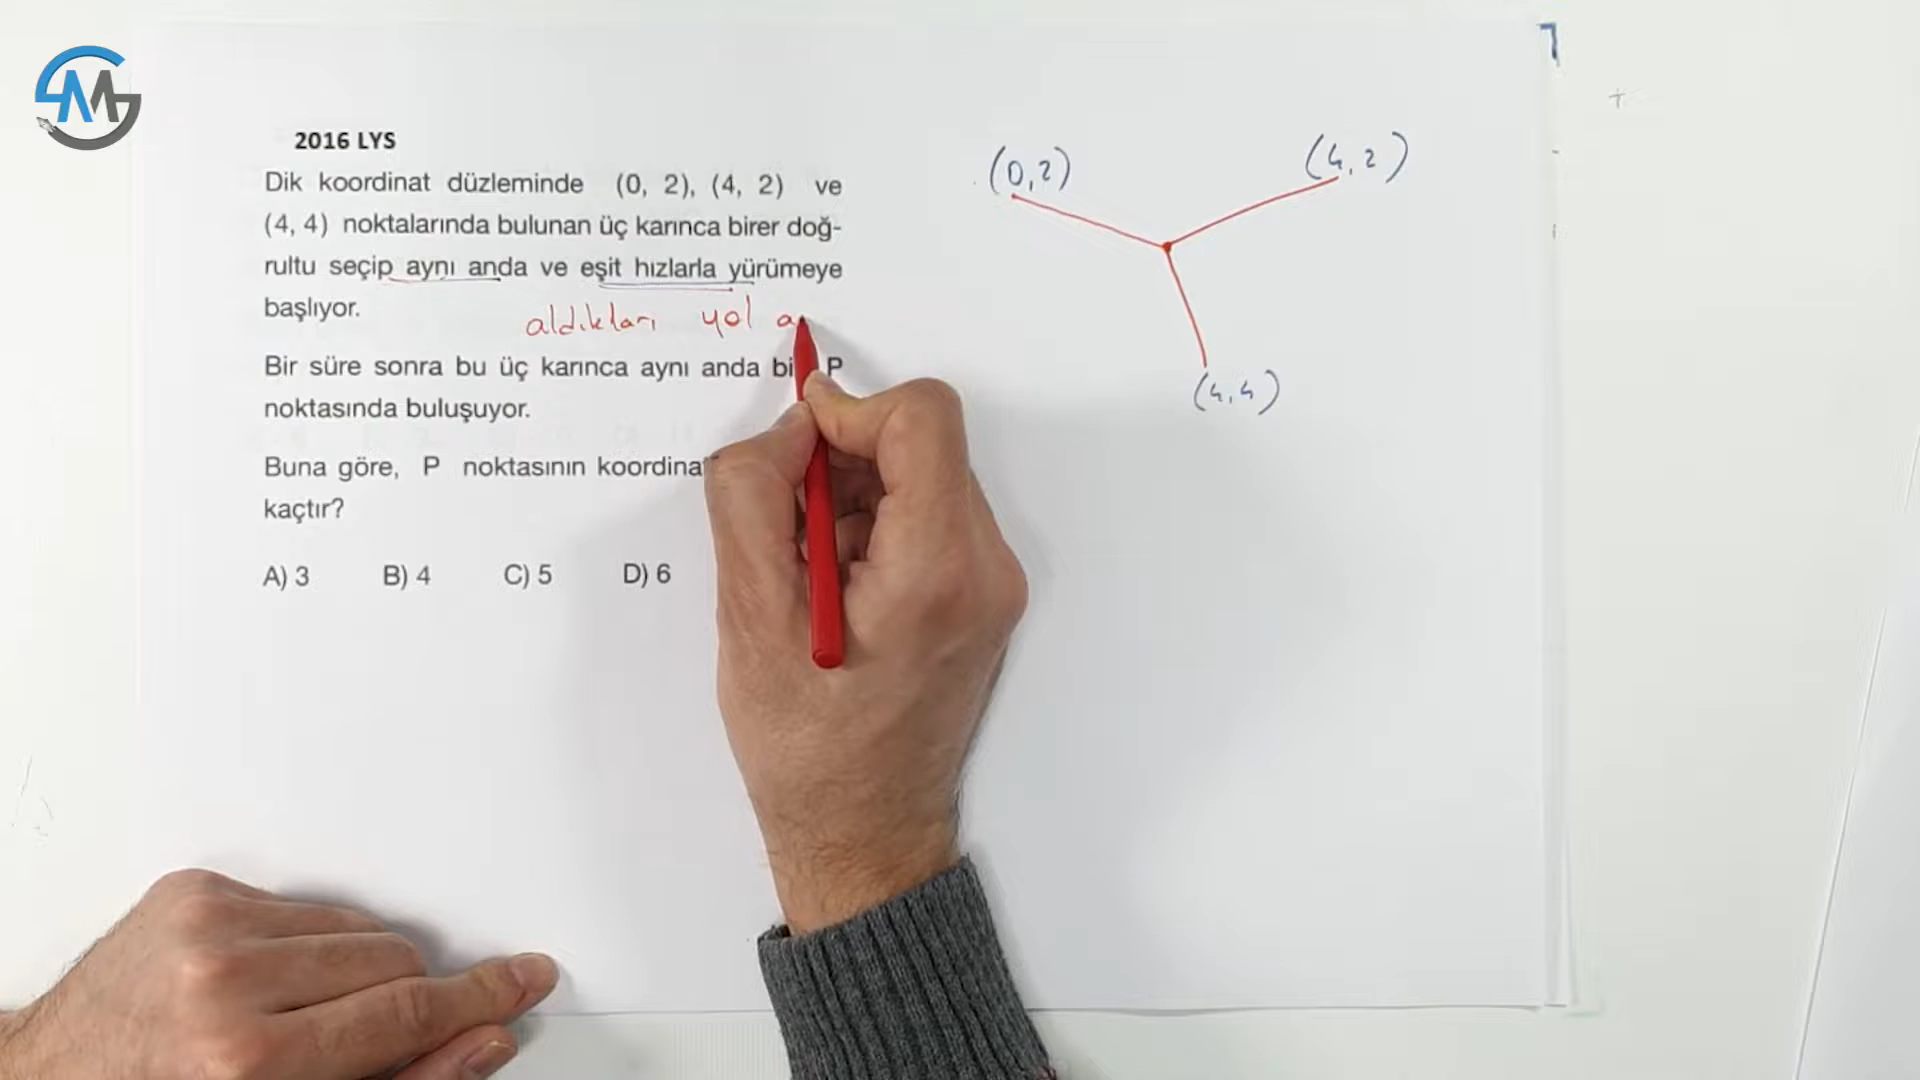 2016 LYS
Dik koordinat düzleminde (0, 2), (4, 2) ve
(4, 4) noktalarında bulunan üç karınca birer doğ-
rultu seçip aynı anda ve eşit hızlarla yürümeye
başlıyor.
aldıkları yol
Bir süre sonra bu üç karınca aynı anda P
noktasında buluşuyor.
Buna göre, P noktasının
kaçtır?
A) 3 B) 4 C) 5 D) 6
(0,2)
(4,2)
(4,4)